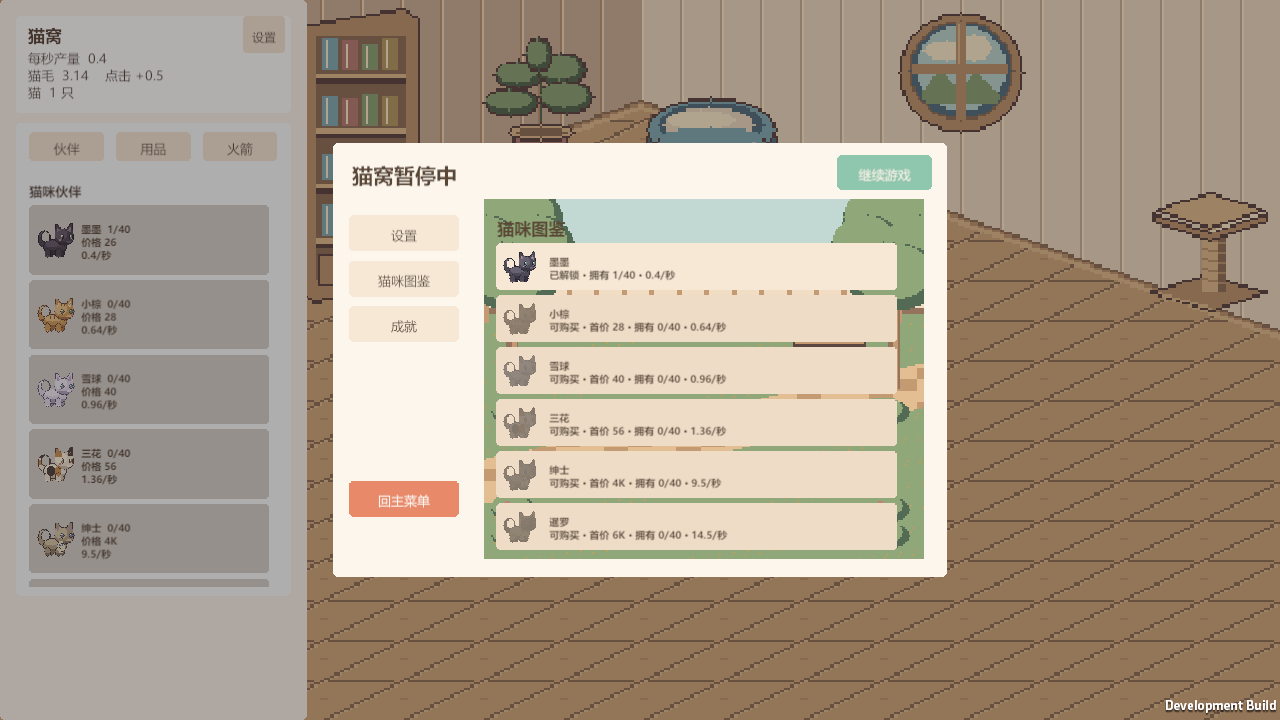 猫窝
设置
每秒产量 0.4
猫毛 3.14 点击 +0.5
猫 1 只
伙伴 用品 火箭
猫咪伙伴
墨墨 1/40
价格 26
0.4/秒
小棕 0/40
价格 28
0.64/秒
雪球 0/40
价格 40
0.96/秒
三花 0/40
价格 56
1.36/秒
绅士 0/40
价格 4K
9.5/秒
猫窝暂停中
继续游戏
设置
猫咪图鉴
成就
回主菜单
猫咪图鉴
墨墨
已解锁・拥有 1/40・0.4/秒
小棕
可购买・首价 28・拥有 0/40・0.64/秒
雪球
可购买・首价 40・拥有 0/40・0.96/秒
三花
可购买・首价 56・拥有 0/40・1.36/秒
绅士
可购买・首价 4K・拥有 0/40・9.5/秒
暹罗
可购买・首价 6K・拥有 0/40・14.5/秒
Development Build